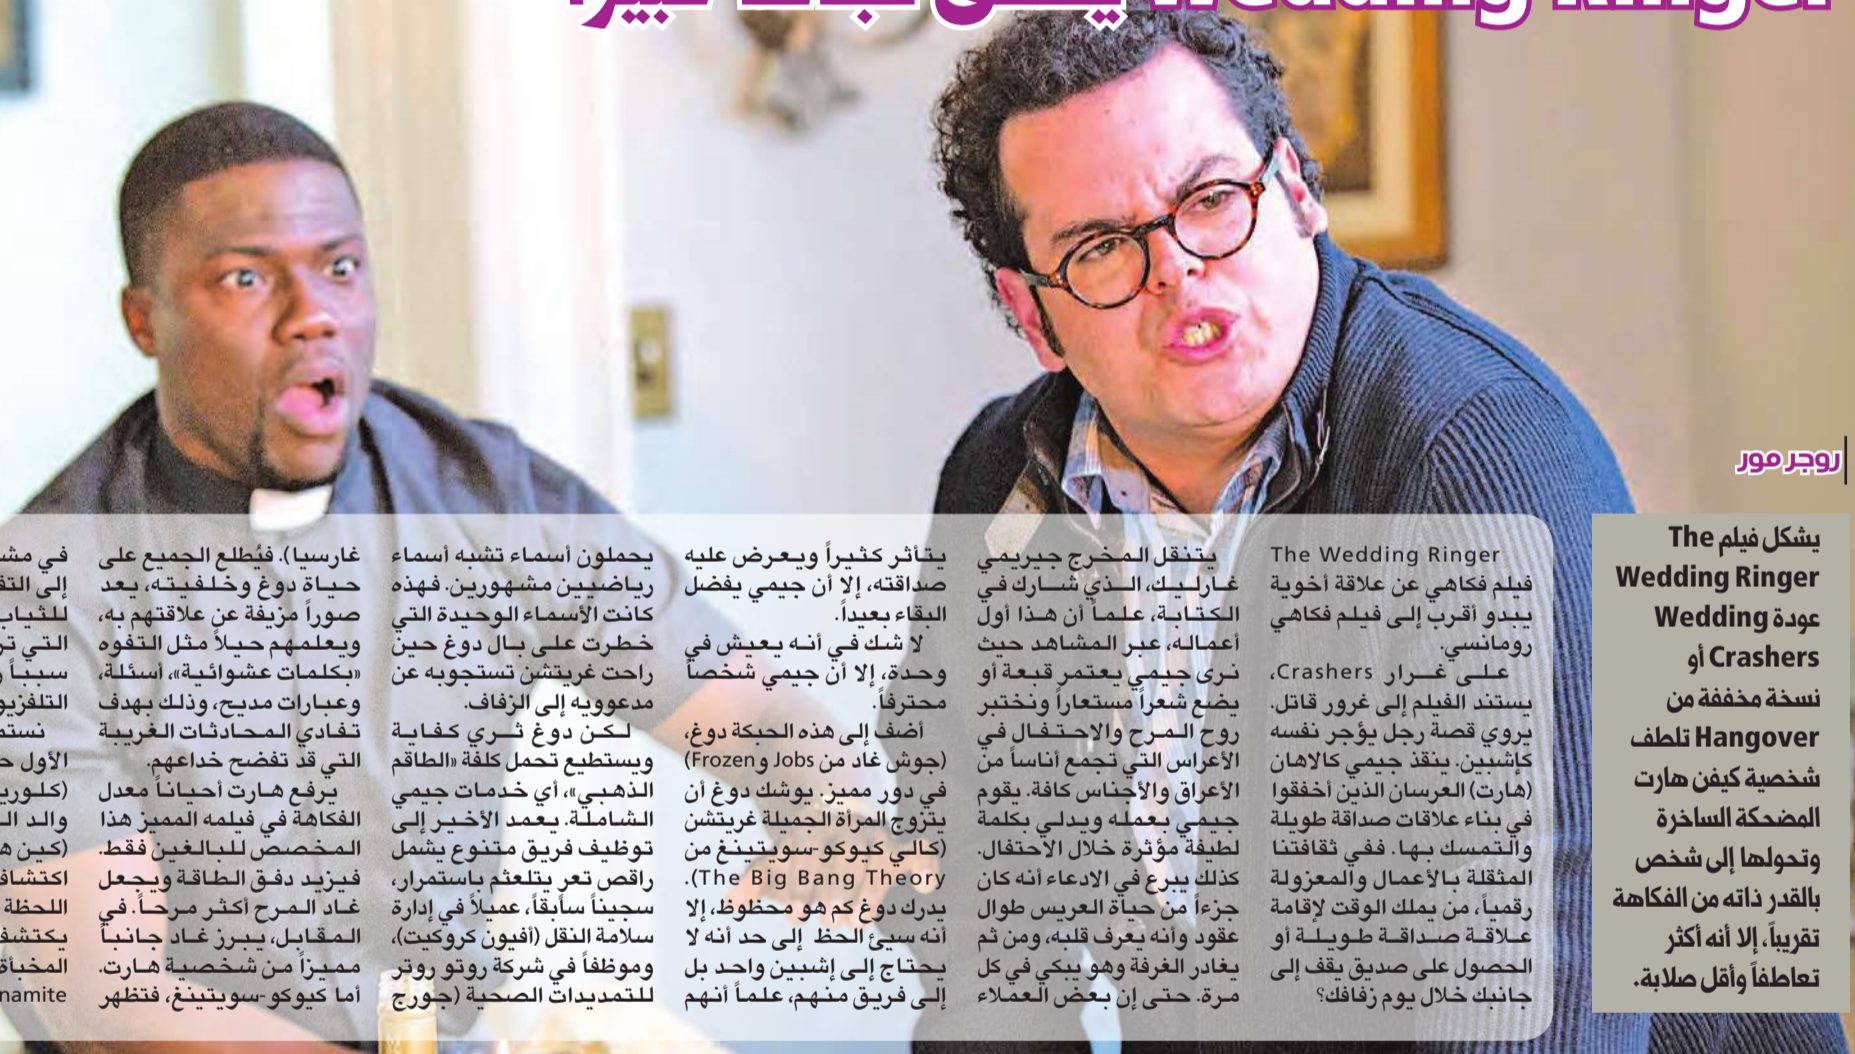 Wedding Ringer
روجر مور
يشكل فيلم The
Wedding Ringer
عودة Wedding
Crashers أو
نسخة مخففة من
Hangover تلطف
شخصية كيفن هارت
المضحكة الساخرة
وتحولها إلى شخص
بالقدر ذاته من الفكاهة
تقريباً، إلا أنه أكثر
تعاطفاً وأقل صلابة.
The Wedding Ringer
فيلم فكاهي عن علاقة أخوية
يبدو أقرب إلى فيلم فكاهي
رومانسي.
على غرار Crashers،
يستند الفيلم إلى غرور قاتل.
يروي قصة رجل يؤجر نفسه
كإشبين. ينقذ جيمي كالاهان
(هارت) العرسان الذين أخفقوا
في بناء علاقات صداقة طويلة
والتمسك بها. ففي ثقافتنا
المثقلة بالأعمال والمعزولة
رقمياً، من يملك الوقت لإقامة
علاقة صداقة طويلة أو
الحصول على صديق يقف إلى
جانبك خلال يوم زفافك؟
يتنقل المخرج جيريمي
غارليك، الذي شارك في
الكتابة، علماً أن هذا أول
أعماله، عبر المشاهد حيث
نرى جيمي يعتمر قبعة أو
يضع شعراً مستعاراً ونختبر
روح المرح والاحتفال في
الأعراس التي تجمع أناساً من
الأعراق والأجناس كافة. يقوم
جيمي بعمله ويدلي بكلمة
لطيفة مؤثرة خلال الاحتفال.
كذلك يبرع في الادعاء أنه كان
جزءاً من حياة العريس طوال
عقود وأنه يعرف قلبه، ومن ثم
يغادر الغرفة وهو يبكي في كل
مرة. حتى إن بعض العملاء
يتأثر كثيراً ويعرض عليه
صداقته، إلا أن جيمي يفضل
البقاء بعيداً.
لا شك في أنه يعيش في
وحدة، إلا أن جيمي شخصاً
محترفاً.
أضف إلى هذه الحبكة دوغ،
(جوش غاد من Jobs وFrozen)
في دور مميز. يوشك دوغ أن
يتزوج المرأة الجميلة غريتشن
(كالي كيوكو-سويتينغ من
The Big Bang Theory).
يدرك دوغ كم هو محظوظ، إلا
أنه سيئ الحظ إلى حد أنه لا
يحتاج إلى إشبين واحد بل
إلى فريق منهم، علماً أنهم
يحملون أسماء تشبه أسماء
رياضيين مشهورين. فهذه
كانت الأسماء الوحيدة التي
خطرت على بال دوغ حين
راحت غريتشن تستجوبه عن
مدعوويه إلى الزفاف.
لكن دوغ ثري كفاية
ويستطيع تحمل كلفة «الطاقم
الذهبي»، أي خدمات جيمي
الشاملة. يعمد الأخير إلى
توظيف فريق متنوع يشمل
راقص تعر يتلعثم باستمرار،
سجيناً سابقاً، عميلاً في إدارة
سلامة النقل (أفيون كروكيت)،
وموظفاً في شركة روتو روتر
للتمديدات الصحية (جورج
غارسيا). فيُطلع الجميع على
حياة دوغ وخلفيته، يعد
صوراً مزيفة عن علاقتهم به،
ويعلمهم حيلاً مثل التفوه
«بكلمات عشوائية»، أسئلة،
وعبارات مديح، وذلك بهدف
تفادي المحادثات الغريبة
التي قد تفضح خداعهم.
يرفع هارت أحياناً معدل
الفكاهة في فيلمه المميز هذا
المخصص للبالغين فقط.
فيزيد دفق الطاقة ويجعل
غاد المرح أكثر مرحاً. في
المقابل، يبرز غاد جانباً
مميزاً من شخصية هارت.
أما كيوكو-سويتينغ، فتظهر
في
إلى
للثياب
التي
سبباً
الأول
والد
اللحظة